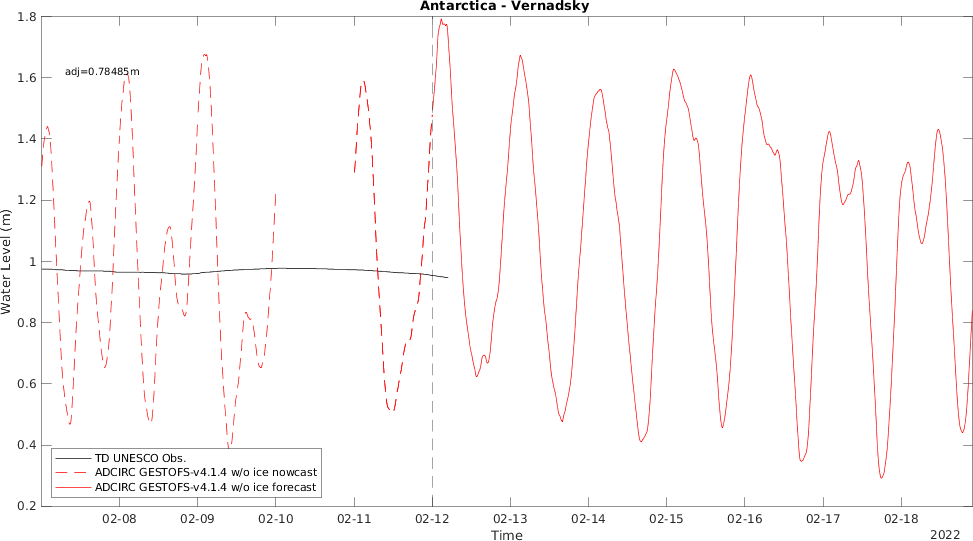 Antarctica - Vernadsky
1.8
1.6
1.4
1.2
1
0.8
0.6
0.4
0.2
Water Level (m)
adj=0.78485m
TD UNESCO Obs.
ADCIRC GESTOFS-v4.1.4 w/o ice nowcast
ADCIRC GESTOFS-v4.1.4 w/o ice forecast
02-08 02-09 02-10 02-11 02-12 02-13 02-14 02-15 02-16 02-17 02-18
Time
2022